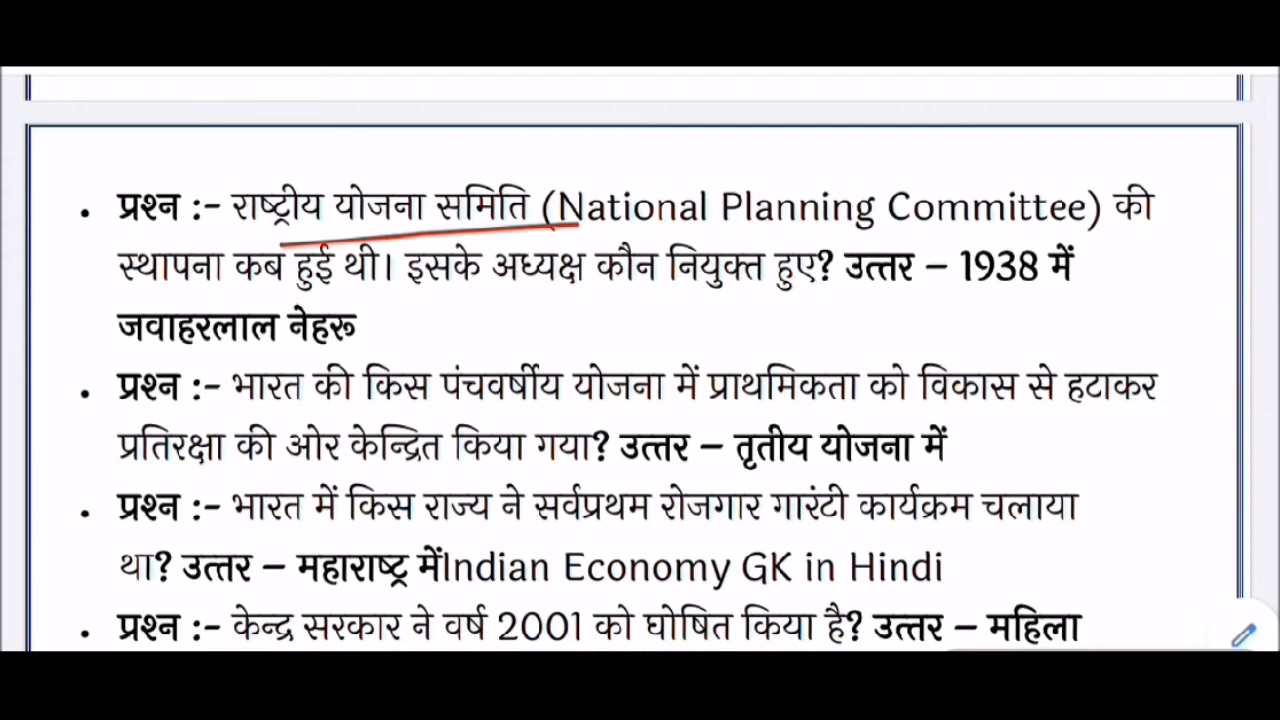 • प्रश्न :- राष्ट्रीय योजना समिति (National Planning Committee) की
स्थापना कब हुई थी। इसके अध्यक्ष कौन नियुक्त हुए? उत्तर – 1938 में
जवाहरलाल नेहरू
• प्रश्न :- भारत की किस पंचवर्षीय योजना में प्राथमिकता को विकास से हटाकर
प्रतिरक्षा की ओर केन्द्रित किया गया? उत्तर – तृतीय योजना में
• प्रश्न :- भारत में किस राज्य ने सर्वप्रथम रोजगार गारंटी कार्यक्रम चलाया
था? उत्तर – महाराष्ट्र मेंIndian Economy GK in Hindi
• प्रश्न :- केन्द्र सरकार ने वर्ष 2001 को घोषित किया है? उत्तर – महिला